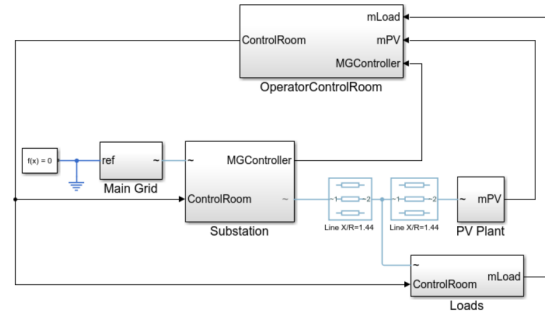 mLoad
ControlRoom mPV
MGController
OperatorControlRoom
f(x) = 0 ref ~ ~ MGController
Main Grid
ControlRoom ~ -1 2- -1 2- ~ mPV
Substation Line X/R=1.44 Line X/R=1.44 PV Plant
~
mLoad
ControlRoom
Loads